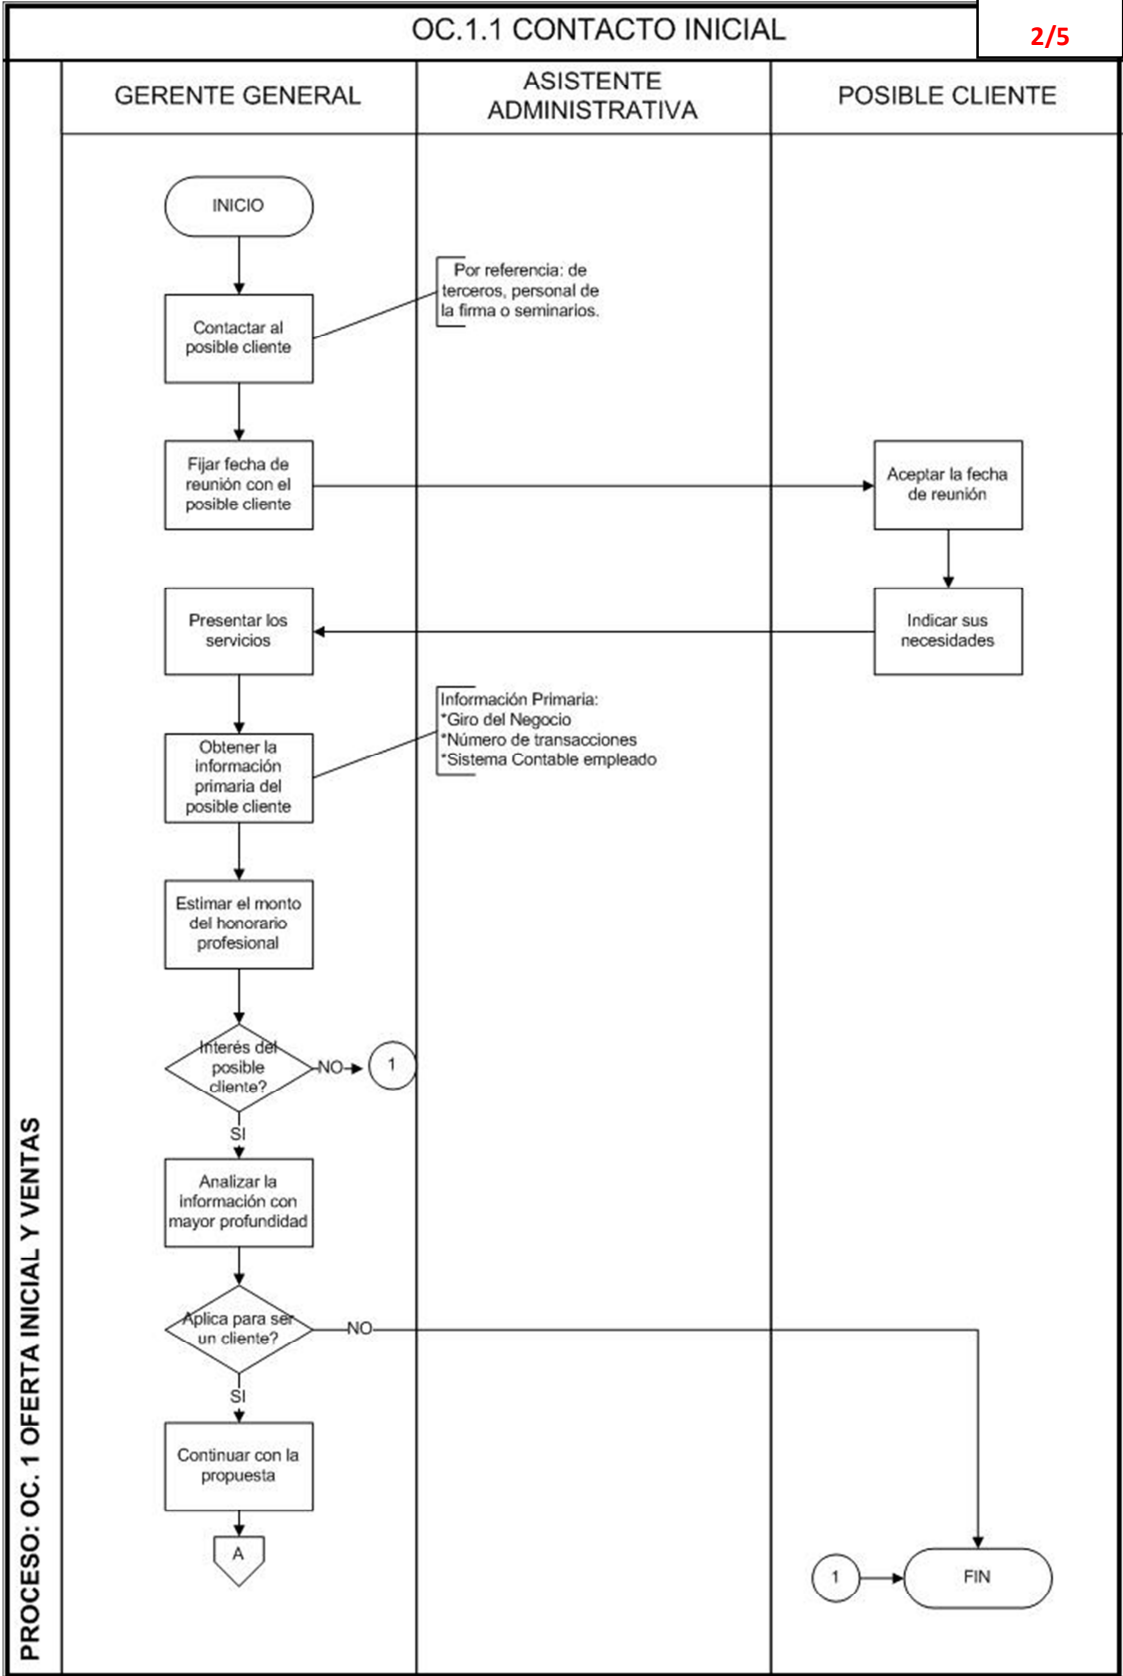 OC.1.1 CONTACTO INICIAL
2/5
GERENTE GENERAL
ASISTENTE
ADMINISTRATIVA
POSIBLE CLIENTE
INICIO
Por referencia: de
terceros, personal de
la firma o seminarios.
Contactar al
posible cliente
Fijar fecha de
reunión con el
posible cliente
Aceptar la fecha
de reunión
Presentar los
servicios
Indicar sus
necesidades
Información Primaria:
*Giro del Negocio
*Número de transacciones
*Sistema Contable empleado
Obtener la
información
primaria del
posible cliente
Estimar el monto
del honorario
profesional
Interés del
posible
cliente?
NO
1
SI
Analizar la
información con
mayor profundidad
Aplica para ser
un cliente?
NO
SI
Continuar con la
propuesta
A
1
FIN
PROCESO: OC. 1 OFERTA INICIAL Y VENTAS